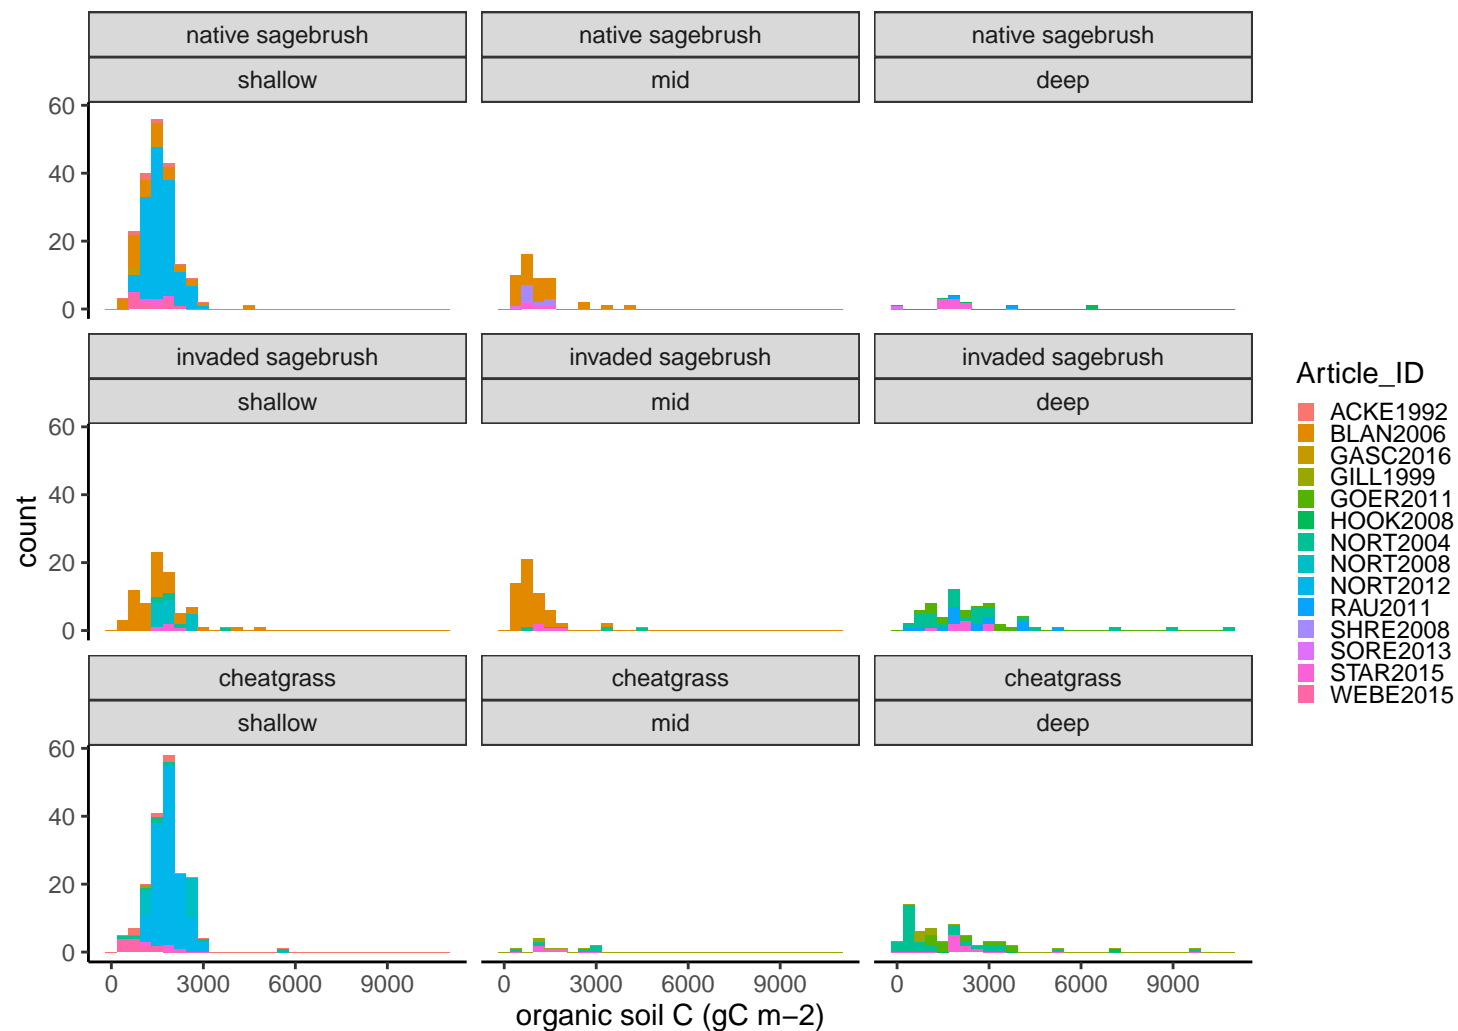 native sagebrush
native sagebrush
native sagebrush
shallow
mid
deep
60
40
20
0
invaded sagebrush
invaded sagebrush
invaded sagebrush
shallow
mid
deep
60
40
20
0
cheatgrass
cheatgrass
cheatgrass
shallow
mid
deep
60
40
20
0
0 3000 6000 9000
0 3000 6000 9000
0 3000 6000 9000
count
organic soil C (gC m−2)
Article_ID
ACKE1992
BLAN2006
GASC2016
GILL1999
GOER2011
HOOK2008
NORT2004
NORT2008
NORT2012
RAU2011
SHRE2008
SORE2013
STAR2015
WEBE2015